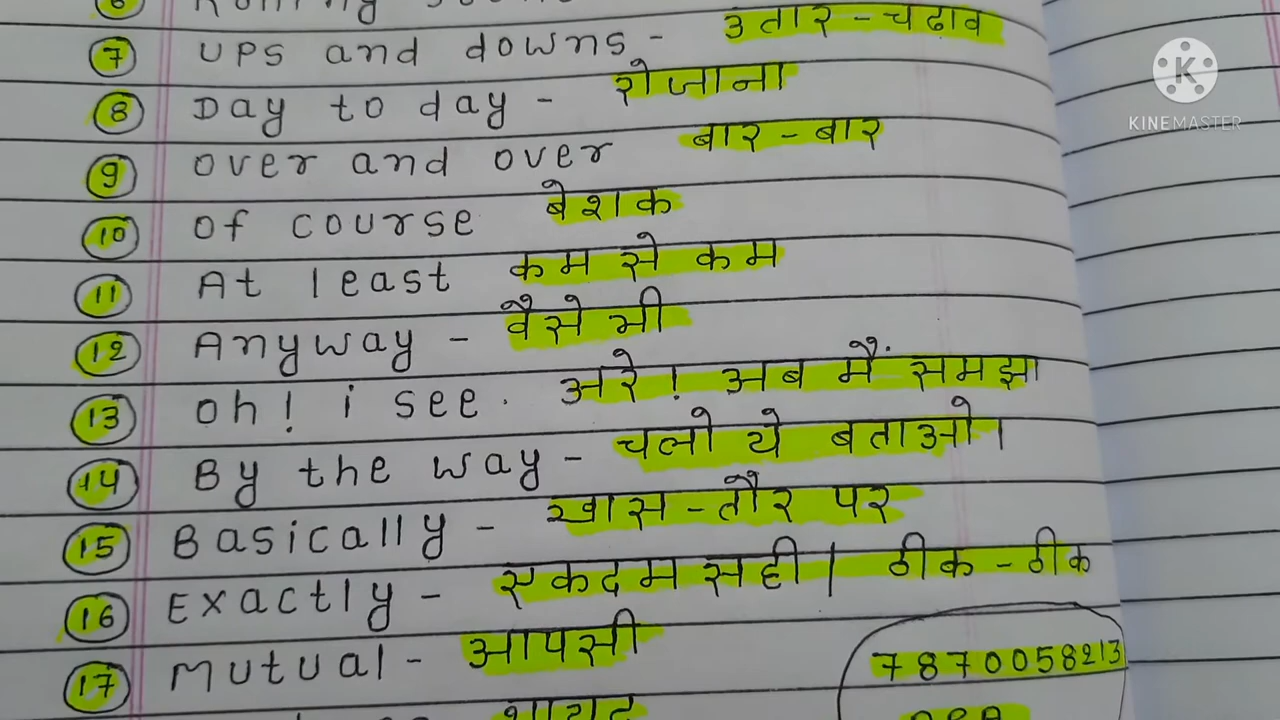 7 UPS and downs - उतार-चढ़ाव
8 Day to day - रोजाना
9 over and over बार-बार
10 Of course बेशक
11 At least कम से कम
12 Anyway - वैसे भी
13 Oh! i see. अरे! अब मैं समझा
14 By the way - चलो ये बताओ।
15 Basically - खास-तौर पर
16 Exactly - एकदम सही | ठीक-ठीक
17 Mutual - आपसी
7870058213
KINEMASTER